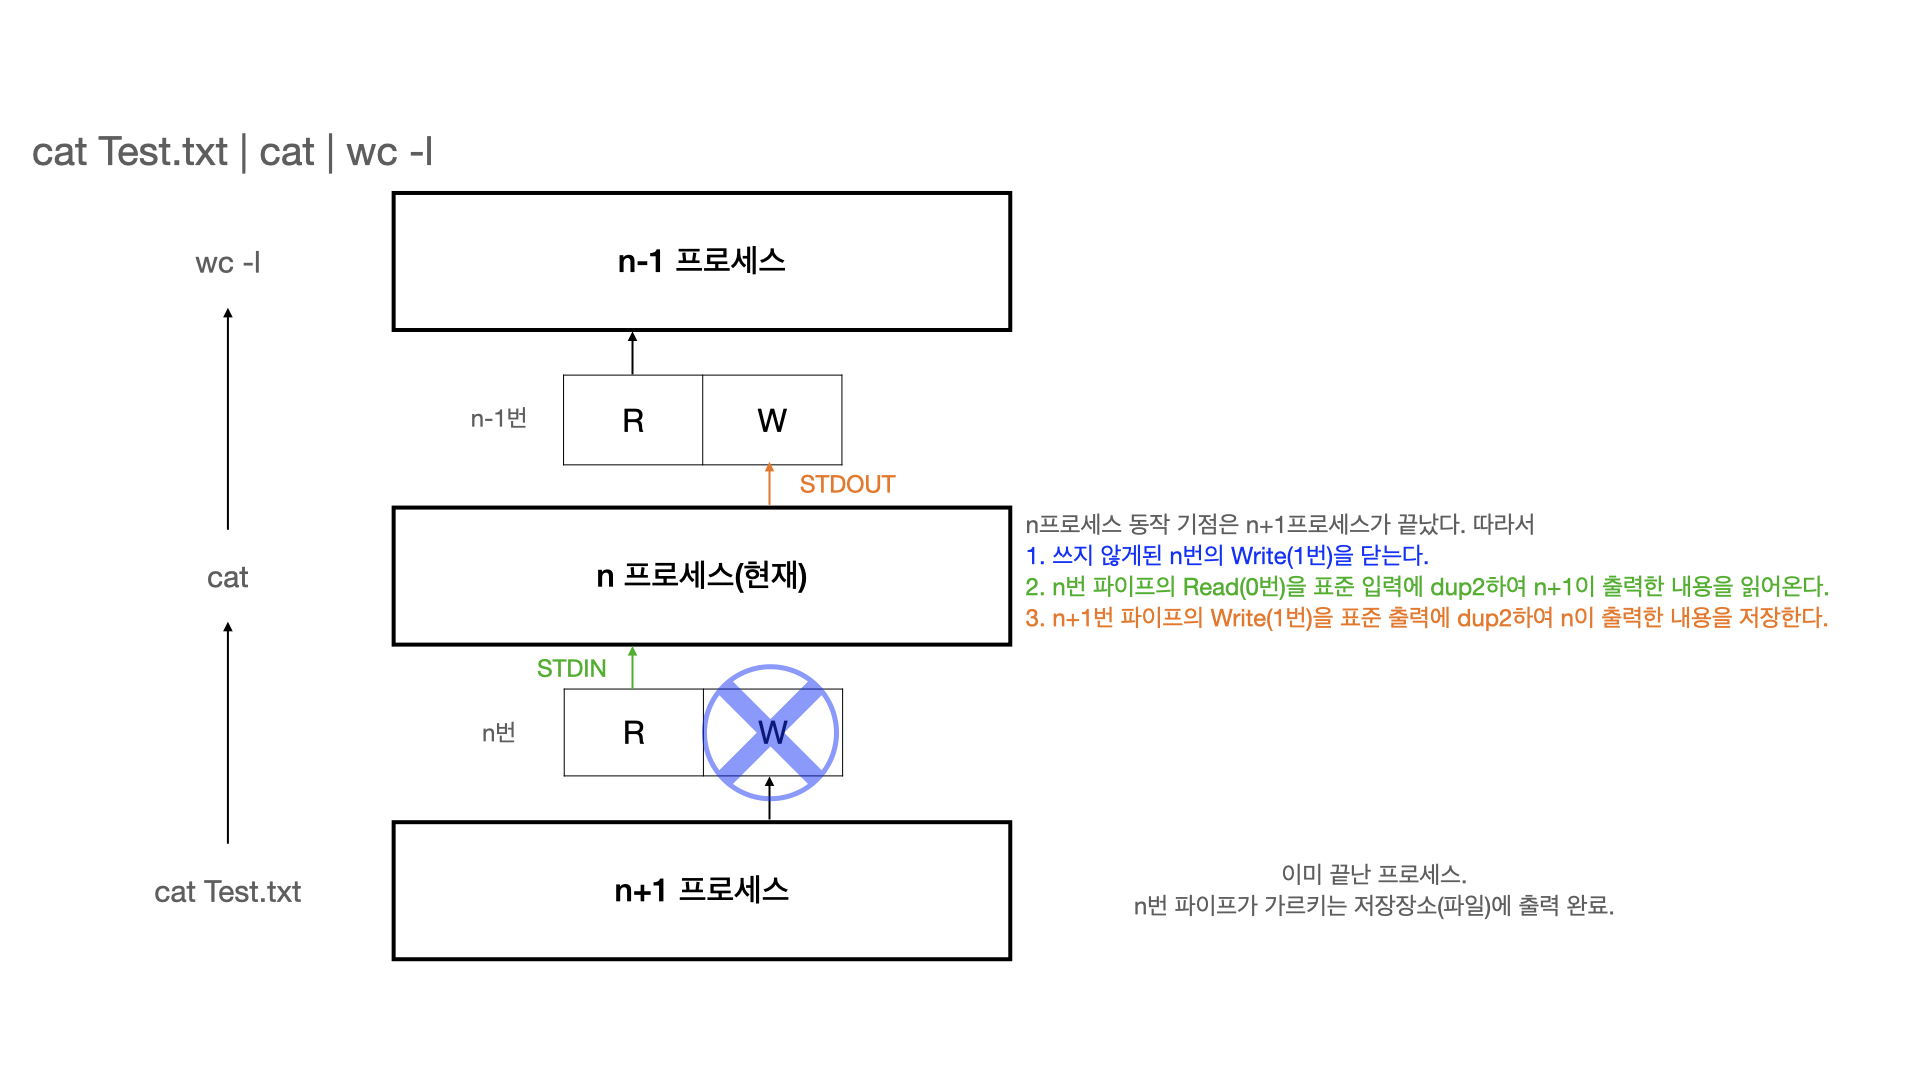 cat Test.txt | cat | wc -l
wc -l
n-1 프로세스
n-1번
R
W
STDOUT
cat
n 프로세스(현재)
n프로세스 동작 기점은 n+1프로세스가 끝났다. 따라서
1. 쓰지 않게된 n번의 Write(1번)을 닫는다.
2. n번 파이프의 Read(0번)을 표준 입력에 dup2하여 n+1이 출력한 내용을 읽어온다.
3. n+1번 파이프의 Write(1번)을 표준 출력에 dup2하여 n이 출력한 내용을 저장한다.
STDIN
n번
R
W
cat Test.txt
n+1 프로세스
이미 끝난 프로세스.
n번 파이프가 가르키는 저장장소(파일)에 출력 완료.